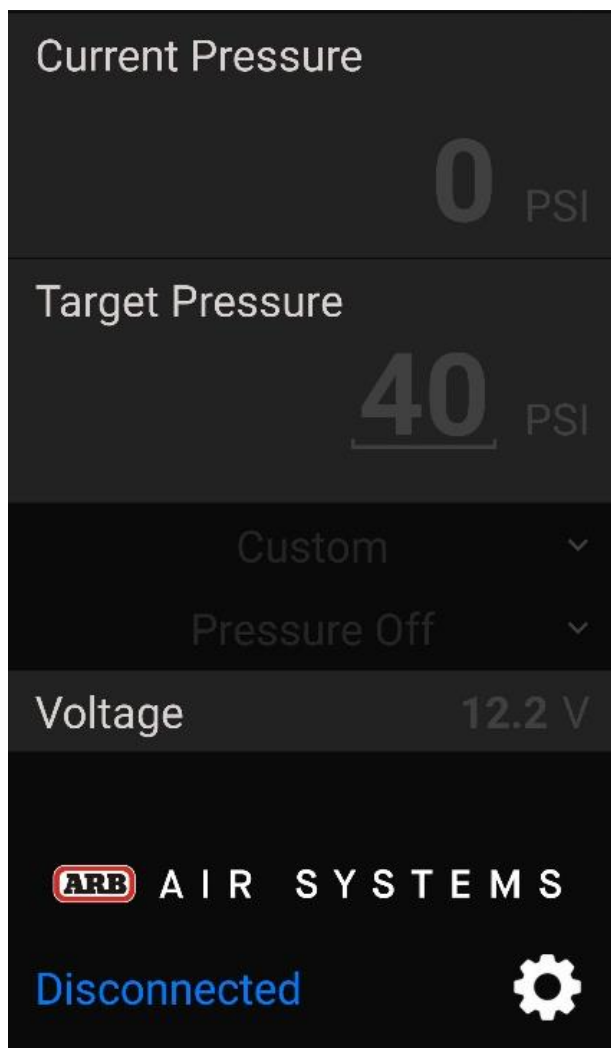 Current Pressure
0 PSI
Target Pressure
40 PSI
Custom
Pressure Off
Voltage 12.2 V
ARB AIR SYSTEMS
Disconnected